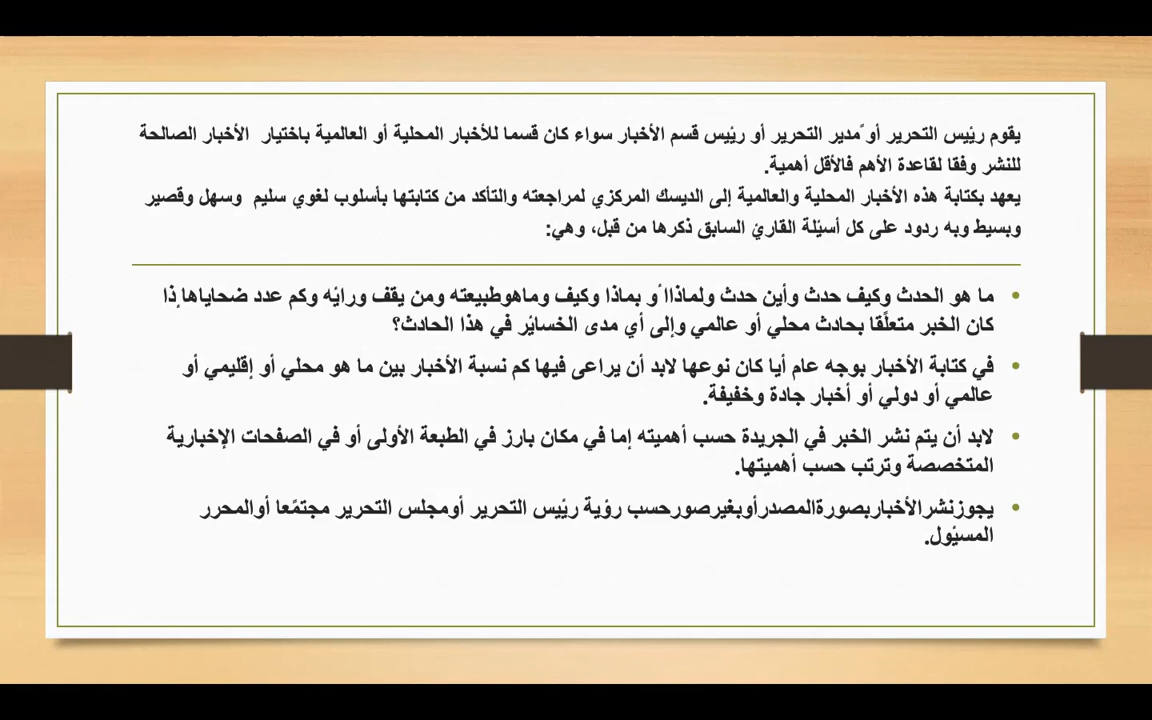 يقوم رئيس التحرير أو ًمدير التحرير أو رئيس قسم الأخبار سواء كان قسما للأخبار المحلية أو العالمية باختيار الأخبار الصالحة
للنشر وفقا لقاعدة الأهم فالأقل أهمية.
يعهد بكتابة هذه الأخبار المحلية والعالمية إلى الديسك المركزي لمراجعته والتأكد من كتابتها بأسلوب لغوي سليم وسهل وقصير
وبسيط وبه ردود على كل أسئلة القارئ السابق ذكرها من قبل، وهي:
• ما هو الحدث وكيف حدث وأين حدث ولماذاا ٔو بماذا وكيف وماهوطبيعته ومن يقف ورائه وكم عدد ضحاياها ٕذا
كان الخبر متعلًقا بحادث محلي أو عالمي وإلى أي مدى الخسائر في هذا الحادث؟
• في كتابة الأخبار بوجه عام أيا كان نوعها لابد أن يراعى فيها كم نسبة الأخبار بين ما هو محلي أو إقليمي أو
عالمي أو دولي أو أخبار جادة وخفيفة.
• لابد أن يتم نشر الخبر في الجريدة حسب أهميته إما في مكان بارز في الطبعة الأولى أو في الصفحات الإخبارية
المتخصصة وترتب حسب أهميتها.
• يجوزنشرالأخباربصورةالمصدرأوبغيرصورحسب رؤية رئيس التحرير أومجلس التحرير مجتمًعا أوالمحرر
المسئول.